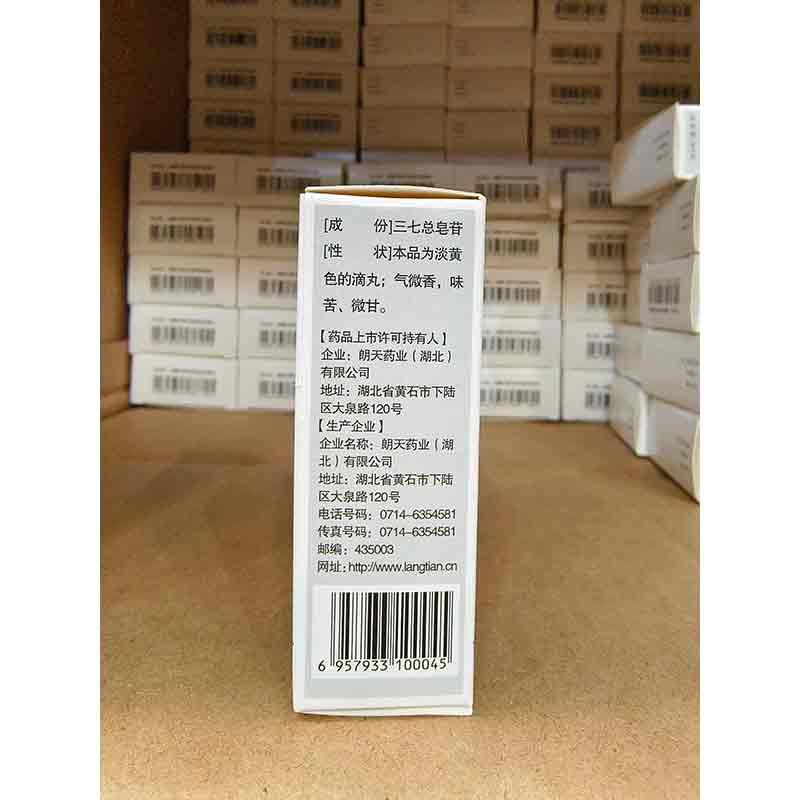 [成　份]三七总皂苷
[性　状]本品为淡黄
色的滴丸；气微香，味
苦、微甘。
【药品上市许可持有人】
企业：朗天药业（湖北）
有限公司
地址：湖北省黄石市下陆
区大泉路120号
【生产企业】
企业名称：朗天药业（湖
北）有限公司
地址：湖北省黄石市下陆
区大泉路120号
电话号码：0714-6354581
传真号码：0714-6354581
邮编：435003
网址:http://www.langtian.cn
6 957933 100045